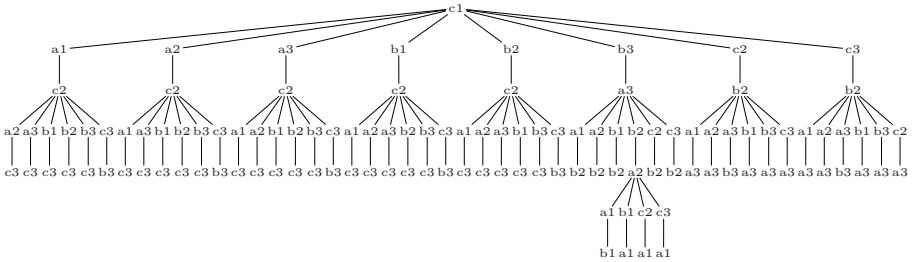 c1
a1 a2 a3 b1 b2 b3 c2 c3
c2 c2 c2 c2 c2 a3 b2 b2
a2 a3 b1 b2 b3 c3 a1 a3 b1 b2 b3 c3 a1 a2 b1 b2 b3 c3 a1 a2 a3 b2 b3 c3 a1 a2 a3 b1 b3 c3 a1 a2 b1 b2 c2 c3 a1 a2 a3 b1 b3 c3 a1 a2 a3 b1 b3 c2
c3 c3 c3 c3 c3 b3 c3 c3 c3 c3 c3 b3 c3 c3 c3 c3 c3 b3 c3 c3 c3 c3 c3 b3 c3 c3 c3 c3 c3 b3 b2 b2 b2 a2 b2 b2 a3 a3 b3 a3 a3 a3 a3 a3 b3 a3 a3 a3
a1 b1 c2 c3
b1 a1 a1 a1